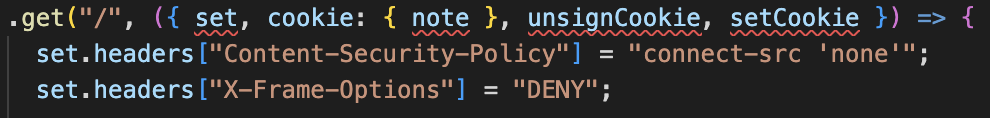 .get("/", ({ set, cookie: { note }, unsignCookie, setCookie }) => {
set.headers["Content-Security-Policy"] = "connect-src 'none'";
set.headers["X-Frame-Options"] = "DENY";